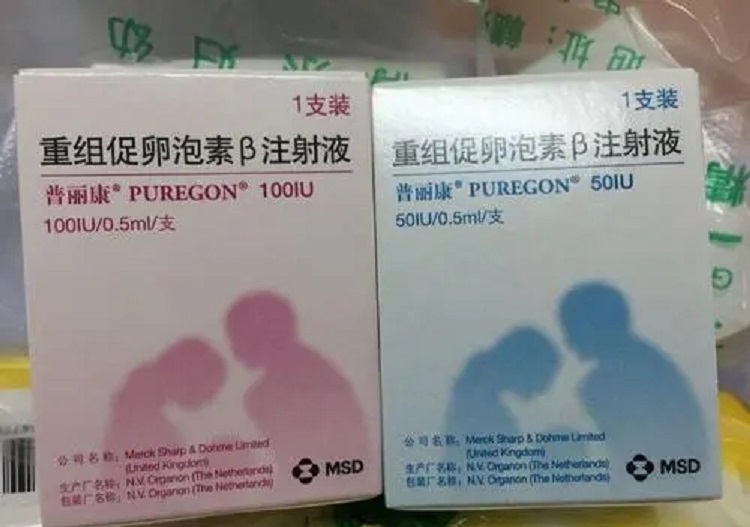 1支装
重组促卵泡素β注射液
普丽康® PUREGON® 100IU
100IU/0.5ml/支
公司名称: Merck Sharp & Dohme Limited
(United Kingdom)
生产厂名称: N.V. Organon (The Netherlands)
包装厂名称: N.V. Organon (The Netherlands)
MSD
1支装
重组促卵泡素β注射液
普丽康® PUREGON® 50IU
50IU/0.5ml/支
公司名称: Merck Sharp & Dohme Limited
(United Kingdom)
生产厂名称: N.V. Organon (The Netherlands)
包装厂名称: N.V. Organon (The Netherlands)
MSD
地址:
精
G